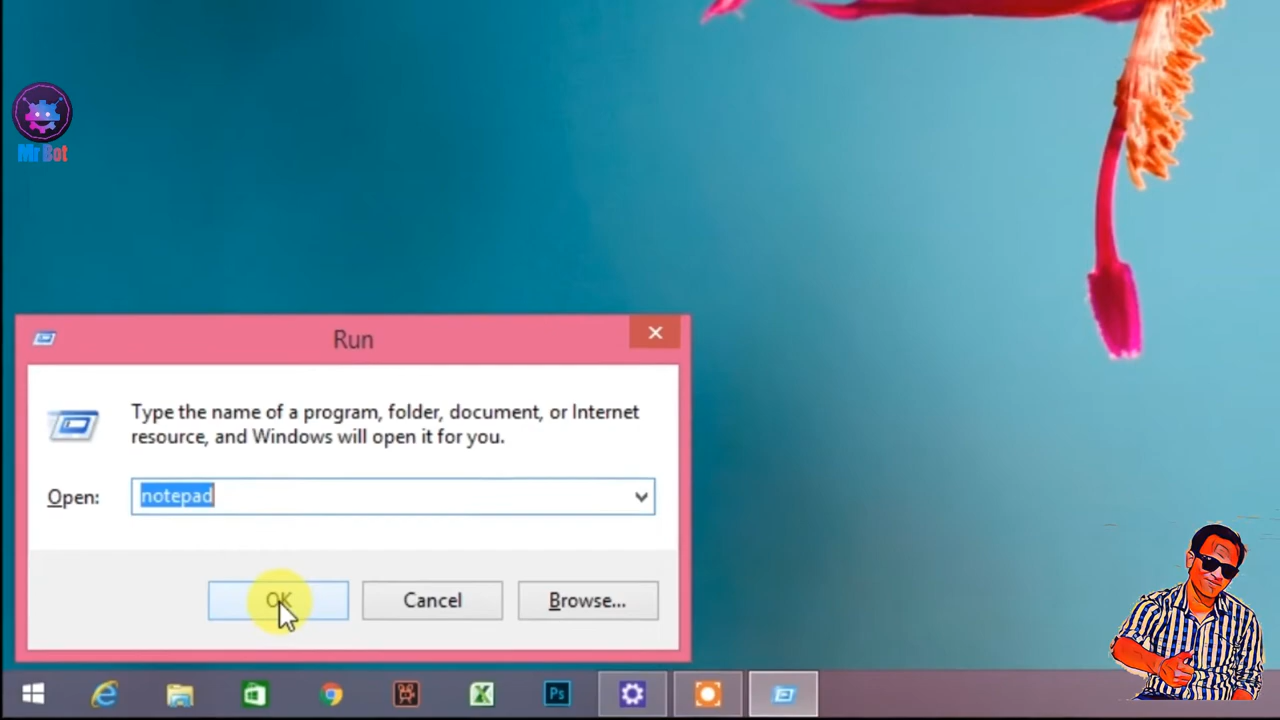 Mr Bot
Run
Type the name of a program, folder, document, or Internet
resource, and Windows will open it for you.
Open:
notepad
OK
Cancel
Browse...
Ps